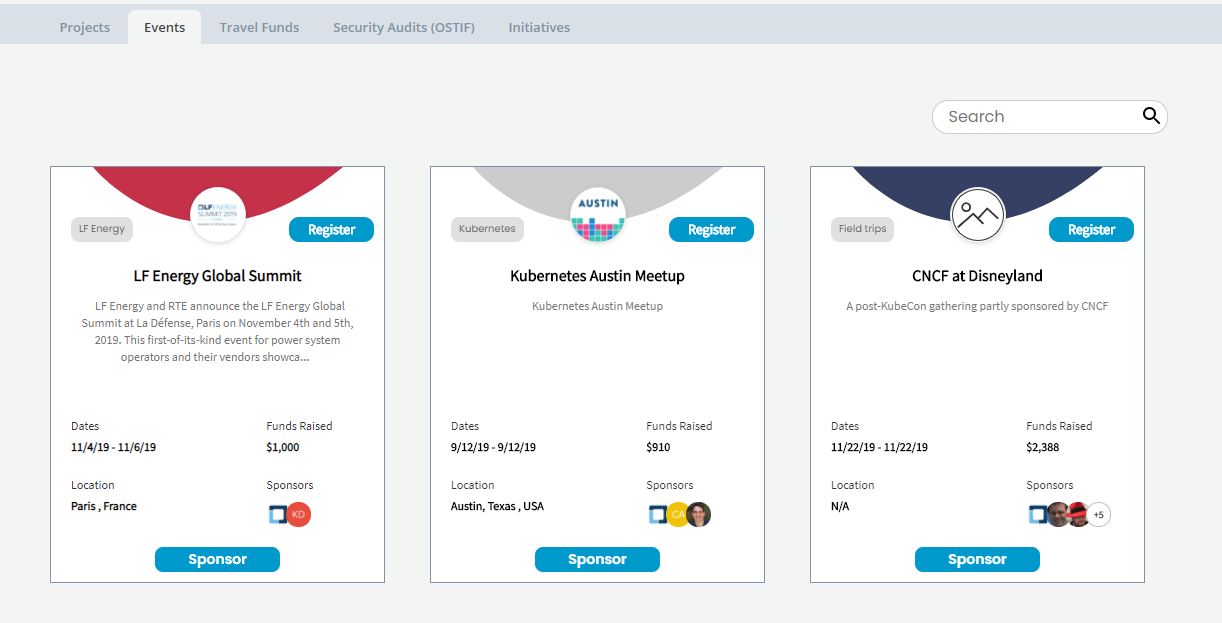 Projects
Events
Travel Funds
Security Audits (OSTIF)
Initiatives
Search
LF ENERGY
SUMMIT 2019
LF Energy
Register
LF Energy Global Summit
LF Energy and RTE announce the LF Energy Global
Summit at La Défense, Paris on November 4th and 5th,
2019. This first-of-its-kind event for power system
operators and their vendors showca...
Dates
Funds Raised
11/4/19 - 11/6/19
$1,000
Location
Sponsors
Paris , France
KD
Sponsor
AUSTIN
Kubernetes
Register
Kubernetes Austin Meetup
Kubernetes Austin Meetup
Dates
Funds Raised
9/12/19 - 9/12/19
$910
Location
Sponsors
Austin, Texas , USA
CA
Sponsor
Field trips
Register
CNCF at Disneyland
A post-KubeCon gathering partly sponsored by CNCF
Dates
Funds Raised
11/22/19 - 11/22/19
$2,388
Location
Sponsors
N/A
+5
Sponsor